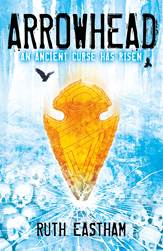 ARROWHEAD
AN ANCIENT CURSE HAS RISEN
RUTH EASTHAM